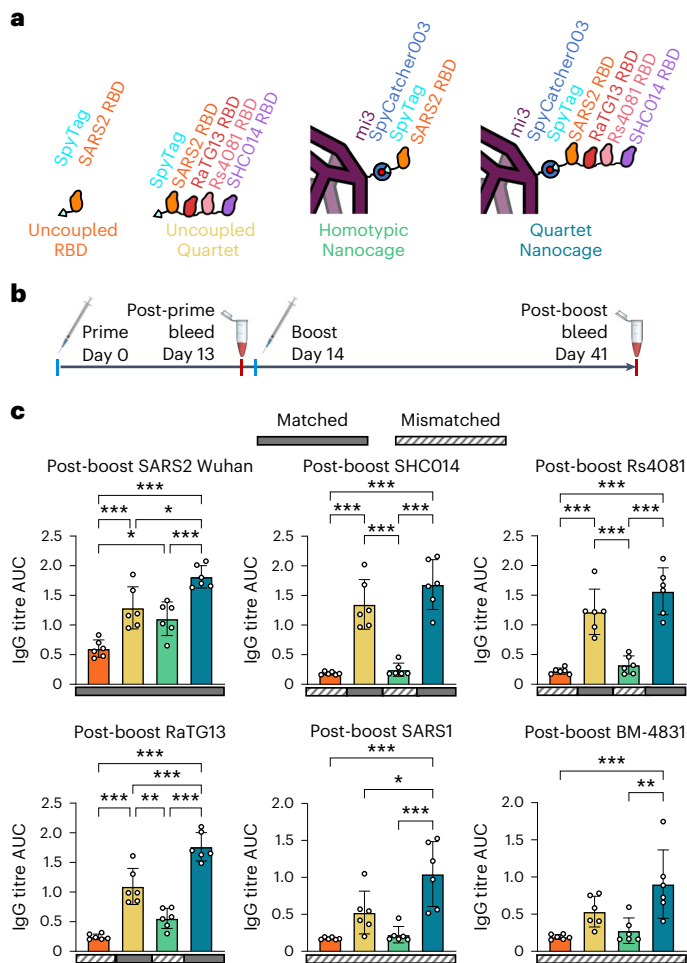 a
SpyTag
SARS2 RBD
Uncoupled
RBD
SpyTag
SARS2 RBD
RaTG13 RBD
Rs4081 RBD
SHC014 RBD
Uncoupled
Quartet
mi3
SpyCatcher003
SpyTag
SARS2 RBD
Homotypic
Nanocage
mi3
SpyCatcher003
SpyTag
SARS2 RBD
RaTG13 RBD
Rs4081 RBD
SHC014 RBD
Quartet
Nanocage
b
Prime
Day 0
Post-prime
bleed
Day 13
Boost
Day 14
Post-boost
bleed
Day 41
c
Matched
Mismatched
Post-boost SARS2 Wuhan
***
*** *
* ***
IgG titre AUC
2.5
2.0
1.5
1.0
0.5
0
Post-boost SHC014
***
*** ***
***
IgG titre AUC
2.5
2.0
1.5
1.0
0.5
0
Post-boost Rs4081
***
*** ***
***
IgG titre AUC
2.5
2.0
1.5
1.0
0.5
0
Post-boost RaTG13
***
***
*** ** ***
IgG titre AUC
2.5
2.0
1.5
1.0
0.5
0
Post-boost SARS1
***
*
***
IgG titre AUC
2.0
1.5
1.0
0.5
0
Post-boost BM-4831
***
**
IgG titre AUC
2.0
1.5
1.0
0.5
0